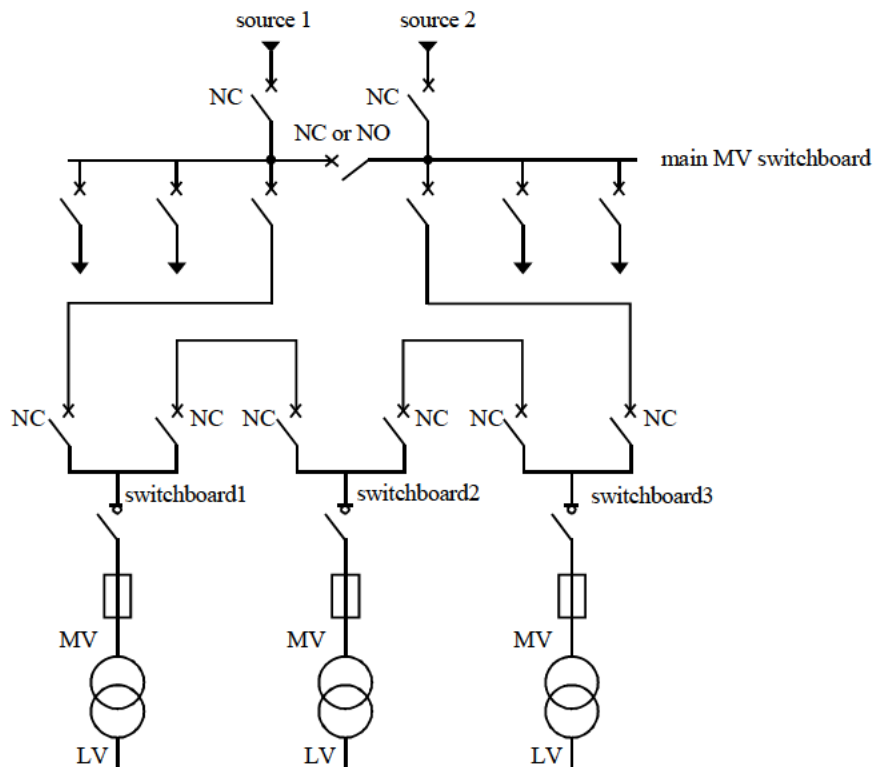 source 1
source 2
NC
NC
NC or NO
main MV switchboard
NC
NC
NC
NC
NC
NC
switchboard1
switchboard2
switchboard3
MV
MV
MV
LV
LV
LV